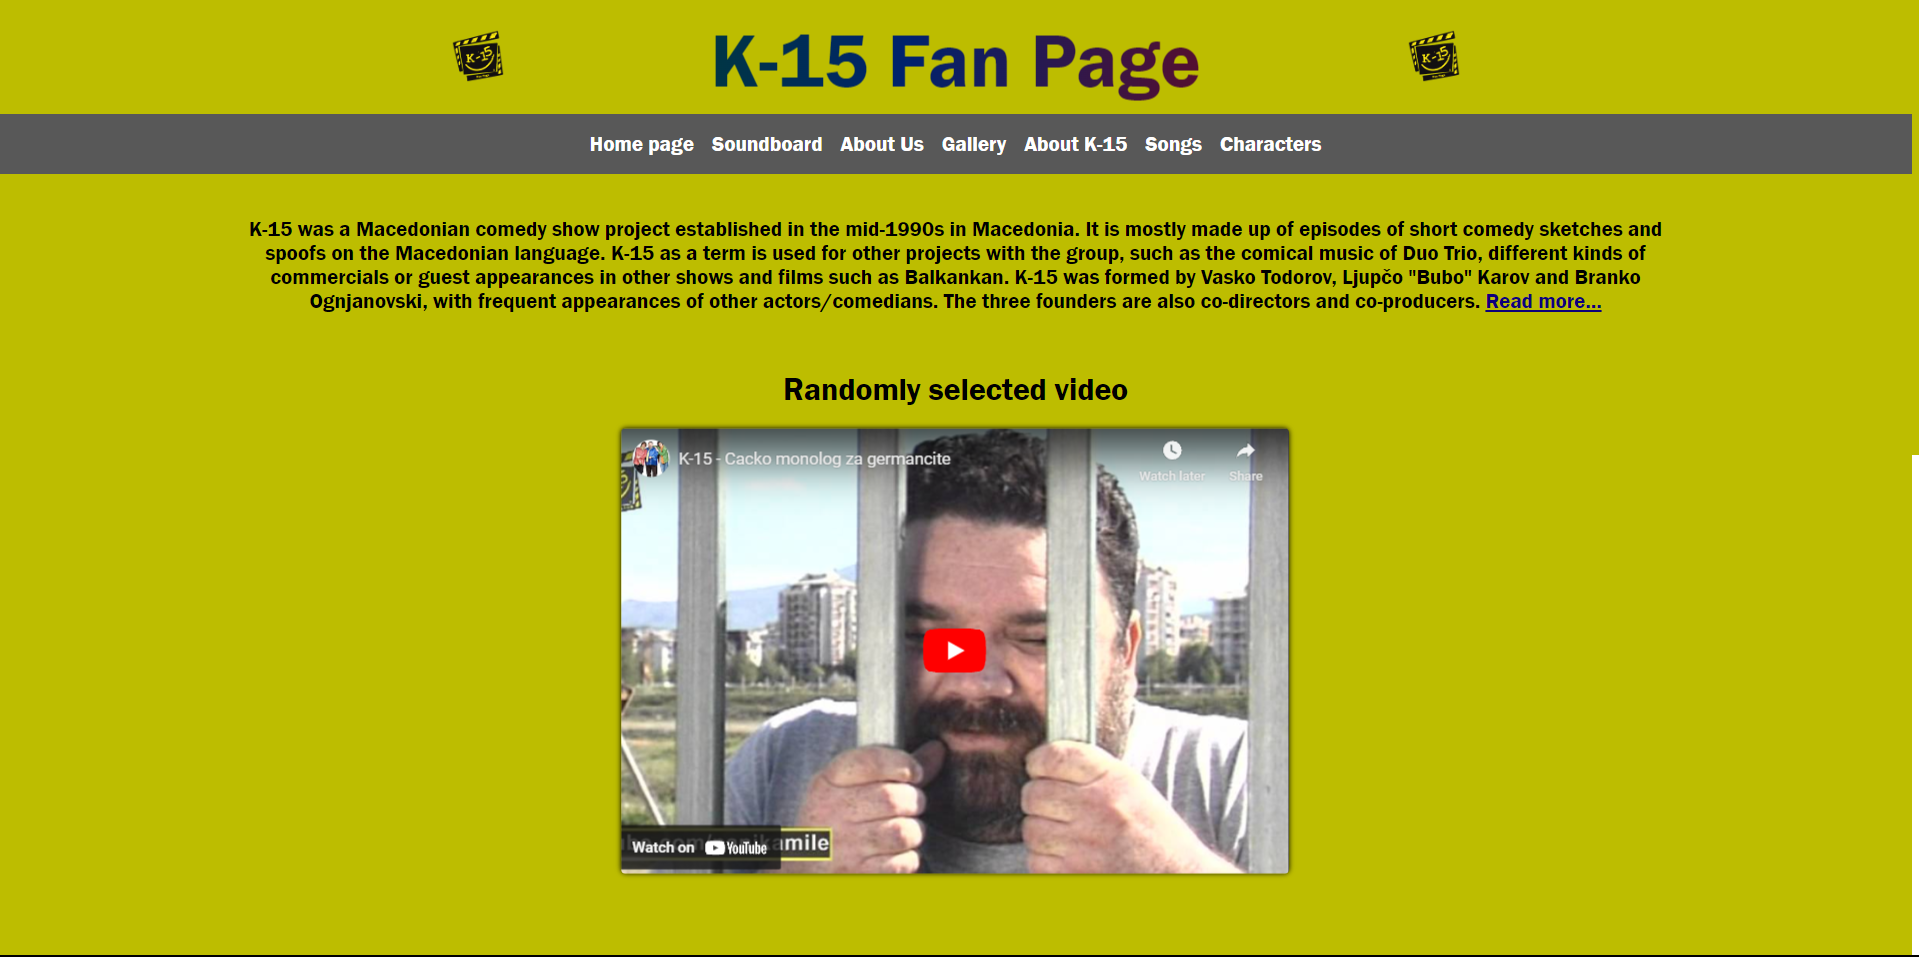 K-15
K-15 Fan Page
K-15
Home page Soundboard About Us Gallery About K-15 Songs Characters
K-15 was a Macedonian comedy show project established in the mid-1990s in Macedonia. It is mostly made up of episodes of short comedy sketches and
spoofs on the Macedonian language. K-15 as a term is used for other projects with the group, such as the comical music of Duo Trio, different kinds of
commercials or guest appearances in other shows and films such as Balkankan. K-15 was formed by Vasko Todorov, Ljupčo "Bubo" Karov and Branko
Ognjanovski, with frequent appearances of other actors/comedians. The three founders are also co-directors and co-producers. Read more...
Randomly selected video
K-15 - Cacko monolog za germancite
Watch later Share
Watch on YouTube